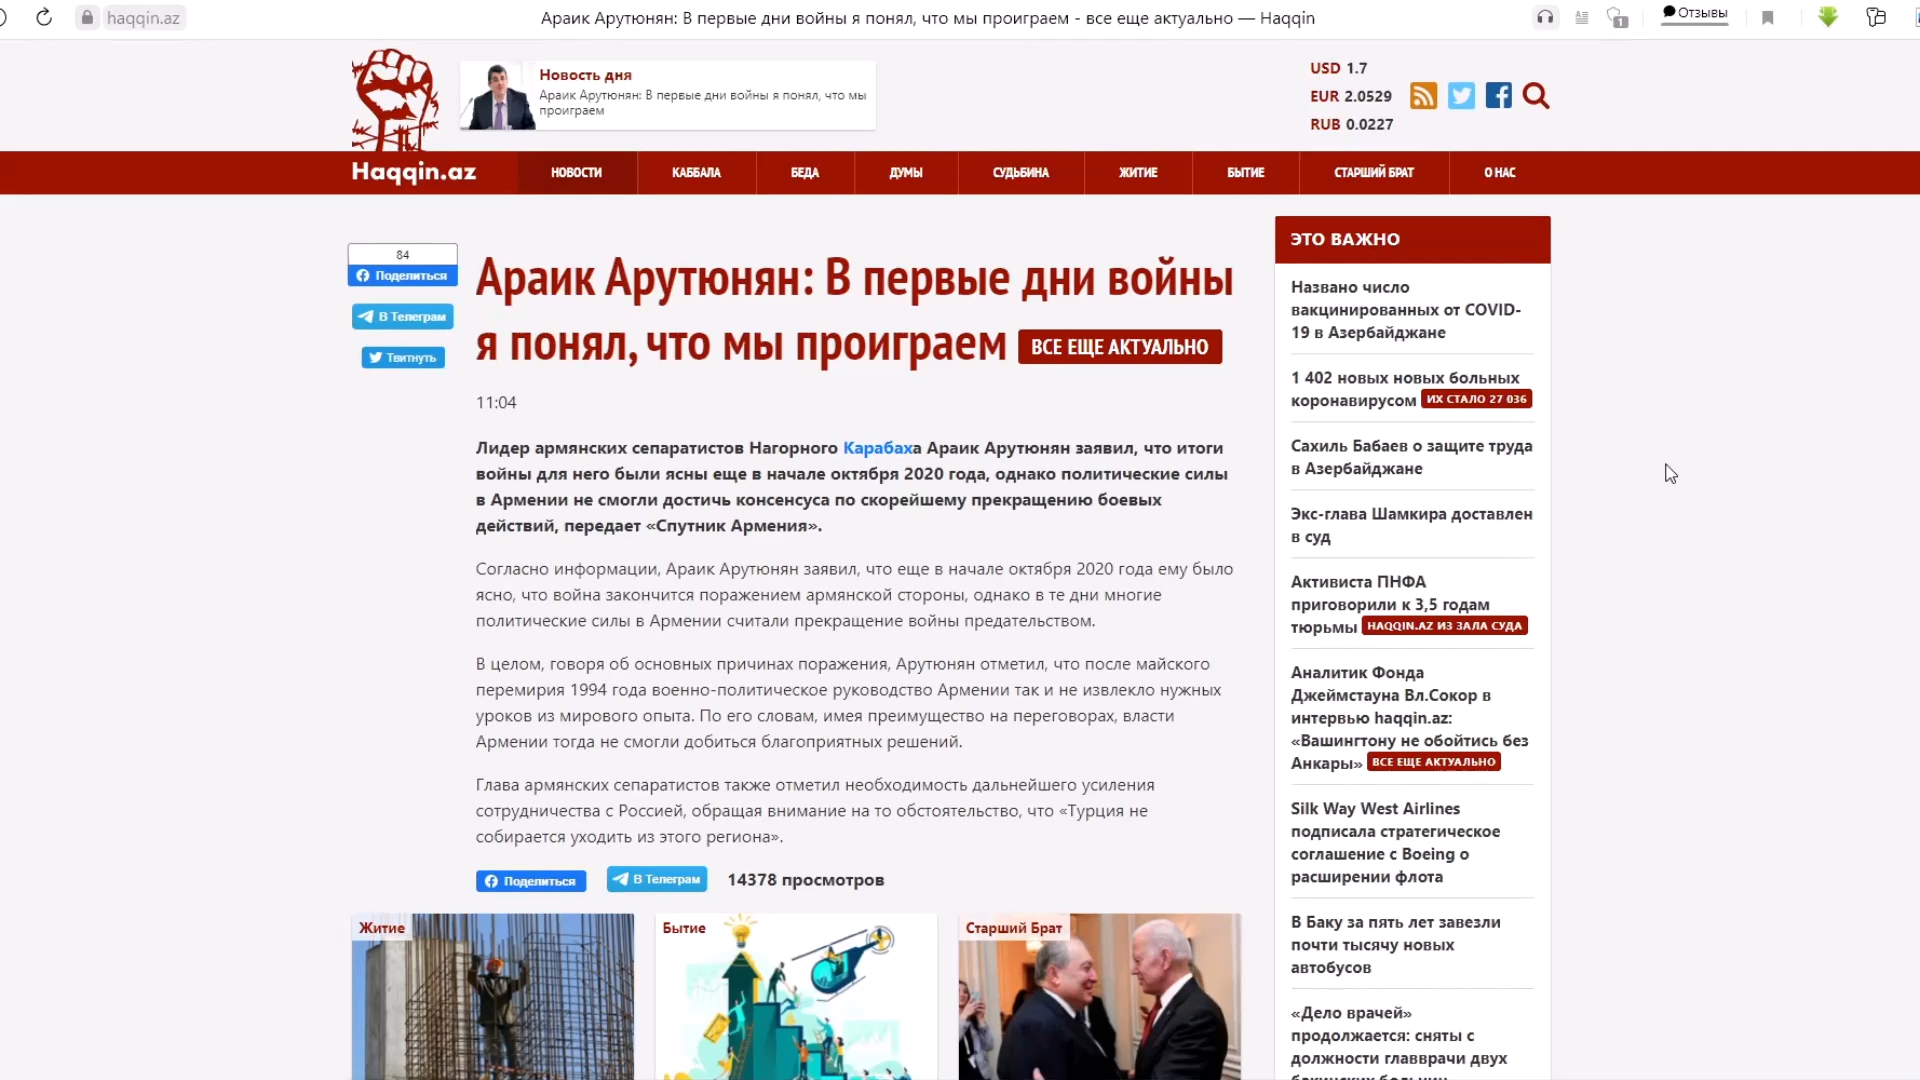 haqqin.az
Араик Арутюнян: В первые дни войны я понял, что мы проиграем - все еще актуально — Haqqin
1
Отзывы
Новость дня
Араик Арутюнян: В первые дни войны я понял, что мы
проиграем
USD 1.7
EUR 2.0529
RUB 0.0227
Haqqin.az
НОВОСТИ
КАББАЛА
БЕДА
ДУМЫ
СУДЬБИНА
ЖИТИЕ
БЫТИЕ
СТАРШИЙ БРАТ
О НАС
84
Поделиться
В Телеграм
Твитнуть
Араик Арутюнян: В первые дни войны
я понял, что мы проиграем ВСЕ ЕЩЕ АКТУАЛЬНО
11:04
Лидер армянских сепаратистов Нагорного Карабаха Араик Арутюнян заявил, что итоги
войны для него были ясны еще в начале октября 2020 года, однако политические силы
в Армении не смогли достичь консенсуса по скорейшему прекращению боевых
действий, передает «Спутник Армения».
Согласно информации, Араик Арутюнян заявил, что еще в начале октября 2020 года ему было
ясно, что война закончится поражением армянской стороны, однако в те дни многие
политические силы в Армении считали прекращение войны предательством.
В целом, говоря об основных причинах поражения, Арутюнян отметил, что после майского
перемирия 1994 года военно-политическое руководство Армении так и не извлекло нужных
уроков из мирового опыта. По его словам, имея преимущество на переговорах, власти
Армении тогда не смогли добиться благоприятных решений.
Глава армянских сепаратистов также отметил необходимость дальнейшего усиления
сотрудничества с Россией, обращая внимание на то обстоятельство, что «Турция не
собирается уходить из этого региона».
Поделиться
В Телеграм
14378 просмотров
Житие
Бытие
Старший Брат
ЭТО ВАЖНО
Названо число
вакцинированных от COVID-
19 в Азербайджане
1 402 новых новых больных
коронавирусом ИХ СТАЛО 27 036
Сахиль Бабаев о защите труда
в Азербайджане
Экс-глава Шамкира доставлен
в суд
Активиста ПНФА
приговорили к 3,5 годам
тюрьмы HAQQIN.AZ ИЗ ЗАЛА СУДА
Аналитик Фонда
Джеймстауна Вл.Сокор в
интервью haqqin.az:
«Вашингтону не обойтись без
Анкары» ВСЕ ЕЩЕ АКТУАЛЬНО
Silk Way West Airlines
подписала стратегическое
соглашение с Boeing о
расширении флота
В Баку за пять лет завезли
почти тысячу новых
автобусов
«Дело врачей»
продолжается: сняты с
должности главврачи двух
бакинских больниц